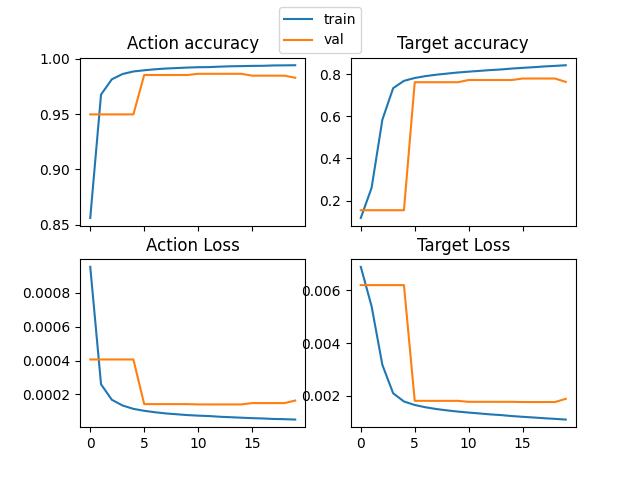 train
val
Action accuracy
Target accuracy
1.00
0.95
0.90
0.85
0.8
0.6
0.4
0.2
Action Loss
Target Loss
0.0008
0.0006
0.0004
0.0002
0.006
0.004
0.002
0 5 10 15
0 5 10 15